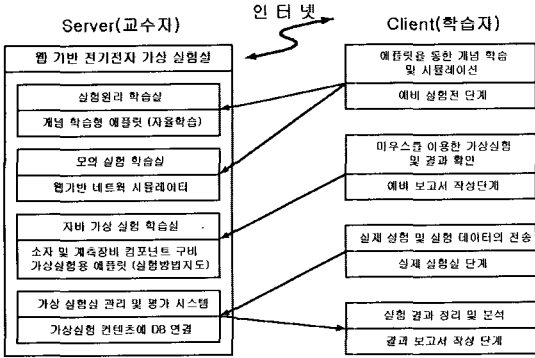 인 터 넷
Server(교수자)
Client(학습자)
웹 기반 전기전자 가상 실험실
실험원리 학습실
개념 학습형 애플릿 (자율학습)
모의 실험 학습실
웹기반 네트웍 시뮬레이터
자바 가상 실험 학습실
소자 및 계측장비 컴포넌트 구비
가상실험용 애플릿 (실험방법지도)
가상 실험실 관리 및 평가 시스템
가상실험 컨텐츠에 DB 연결
애플릿을 통한 개념 학습
및 시뮬레이션
예비 실험전 단계
마우스를 이용한 가상실험
및 결과 확인
예비 보고서 작성단계
실제 실험 및 실험 데이터의 전송
실제 실험실 단계
실험 결과 정리 및 분석
결과 보고서 작성 단계